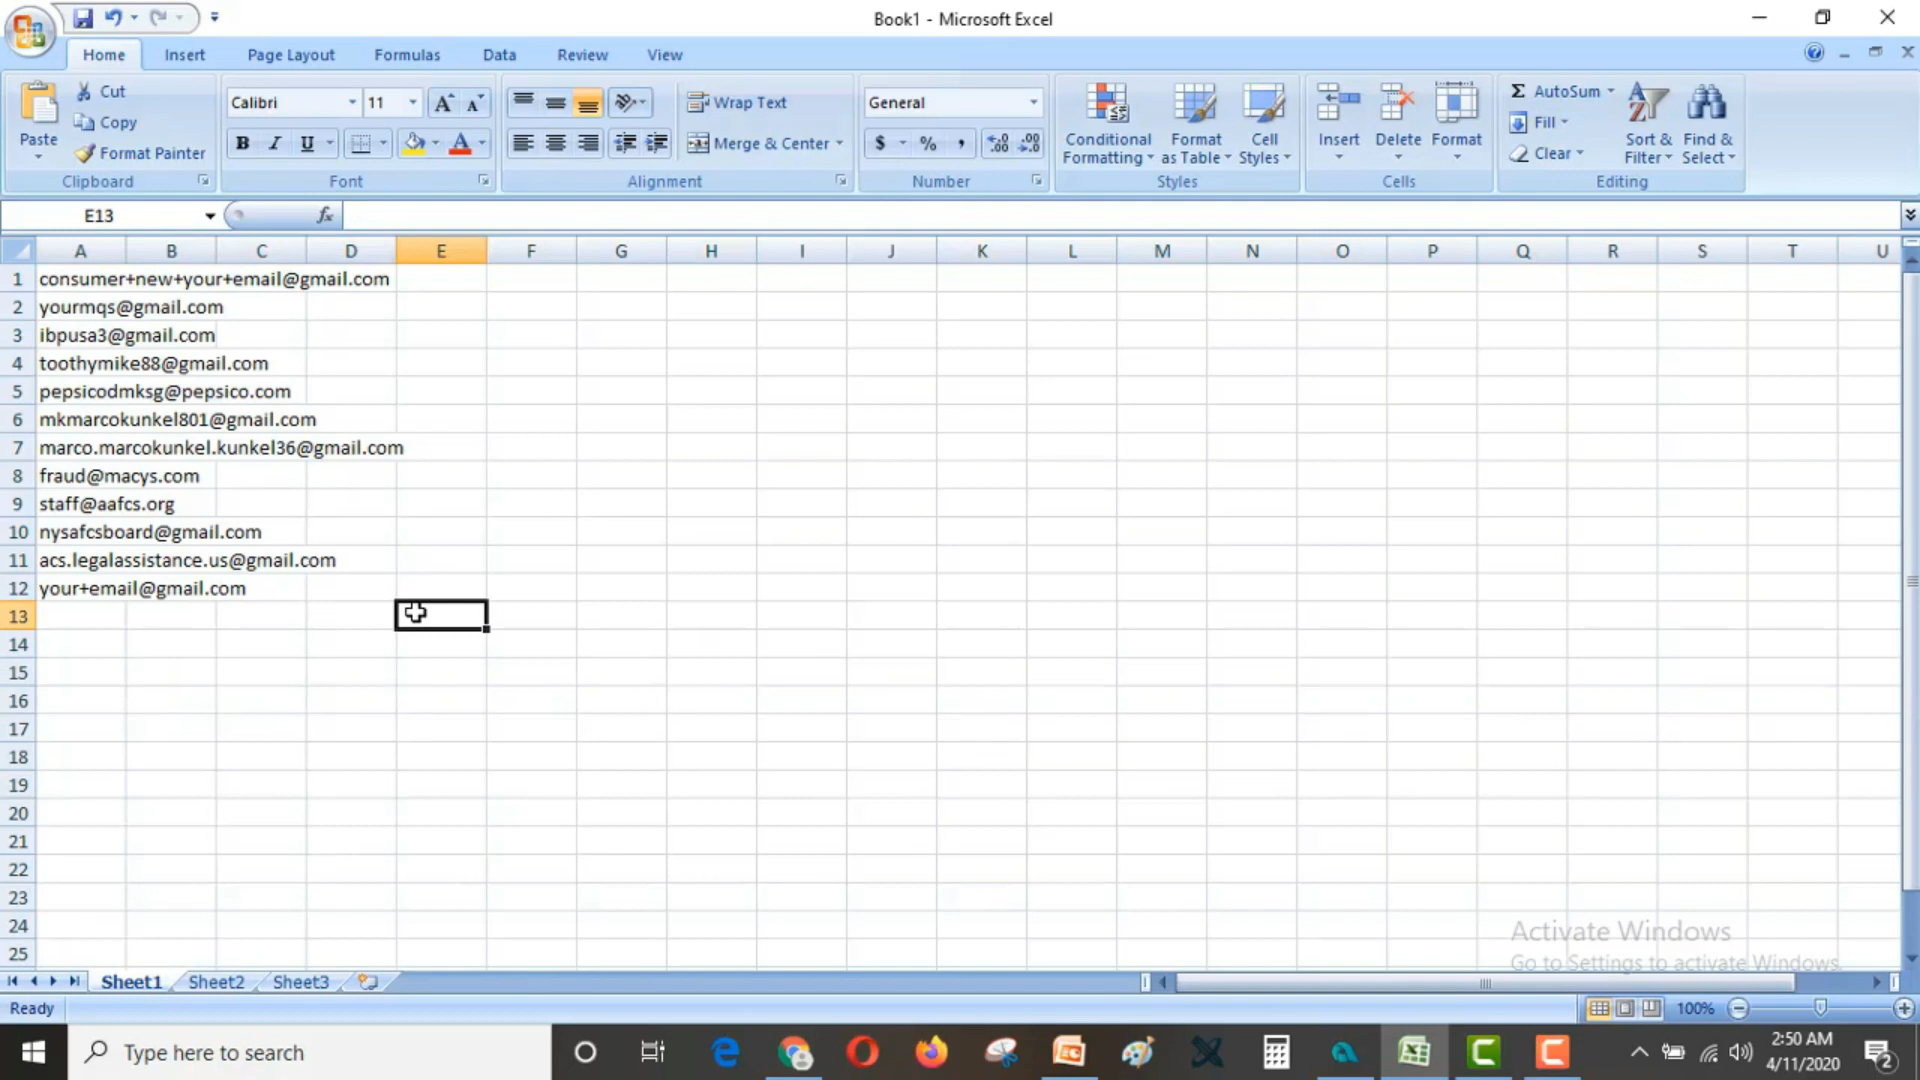 Book1 - Microsoft Excel
Home Insert Page Layout Formulas Data Review View
Paste
Cut
Copy
Format Painter
Clipboard
Calibri 11
B I U
Font
Wrap Text
Merge & Center
Alignment
General
$ % ,
Number
Conditional Formatting
Format as Table
Cell Styles
Styles
Insert Delete Format
Cells
Σ AutoSum
Fill
Clear
Sort & Filter
Find & Select
Editing
E13 fx
A B C D E F G H I J K L M N O P Q R S T U
1 consumer+new+your+email@gmail.com
2 yourmqs@gmail.com
3 ibpusa3@gmail.com
4 toothymike88@gmail.com
5 pepsicodmksg@pepsico.com
6 mkmarcokunkel801@gmail.com
7 marco.marcokunkel.kunkel36@gmail.com
8 fraud@macys.com
9 staff@aafcs.org
10 nysafcsboard@gmail.com
11 acs.legalassistance.us@gmail.com
12 your+email@gmail.com
13
14
15
16
17
18
19
20
21
22
23
24
25
Activate Windows
Go to Settings to activate Windows.
Sheet1 Sheet2 Sheet3
Ready 100%
Type here to search
2:50 AM
4/11/2020
2